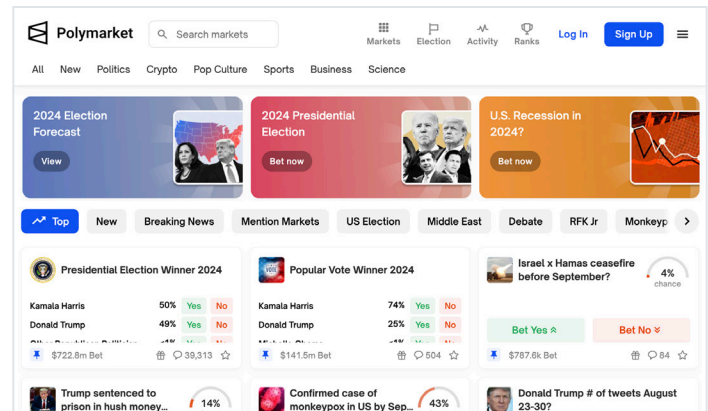 Polymarket
Search markets
Markets
Election
Activity
Ranks
Log In
Sign Up
All New Politics Crypto Pop Culture Sports Business Science
2024 Election
Forecast
View
2024 Presidential
Election
Bet now
U.S. Recession in
2024?
Bet now
Top New Breaking News Mention Markets US Election Middle East Debate RFK Jr Monkeyp
Presidential Election Winner 2024
Kamala Harris 50% Yes No
Donald Trump 49% Yes No
$722.8m Bet 39,313
Popular Vote Winner 2024
Kamala Harris 74% Yes No
Donald Trump 25% Yes No
$141.5m Bet 504
Israel x Hamas ceasefire
before September?
4%
chance
Bet Yes
Bet No
$787.6k Bet 84
Trump sentenced to
prison in hush money...
14%
Confirmed case of
monkeypox in US by Sep...
43%
Donald Trump # of tweets August
23-30?